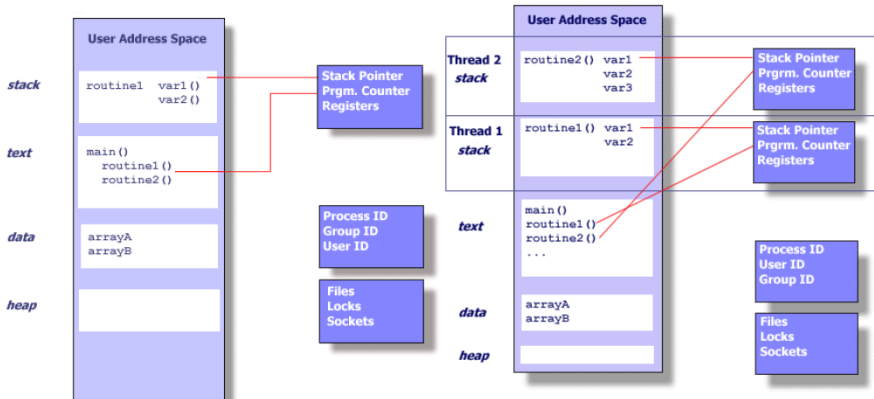 User Address Space
stack
routine1 var1()
var2()
Stack Pointer
Prgm. Counter
Registers
text
main()
routine1()
routine2()
data
arrayA
arrayB
Process ID
Group ID
User ID
heap
Files
Locks
Sockets
User Address Space
Thread 2
stack
routine2() var1
var2
var3
Stack Pointer
Prgrm. Counter
Registers
Thread 1
stack
routine1() var1
var2
Stack Pointer
Prgrm. Counter
Registers
text
main()
routine1()
routine2()
...
Process ID
User ID
Group ID
data
arrayA
arrayB
Files
Locks
Sockets
heap